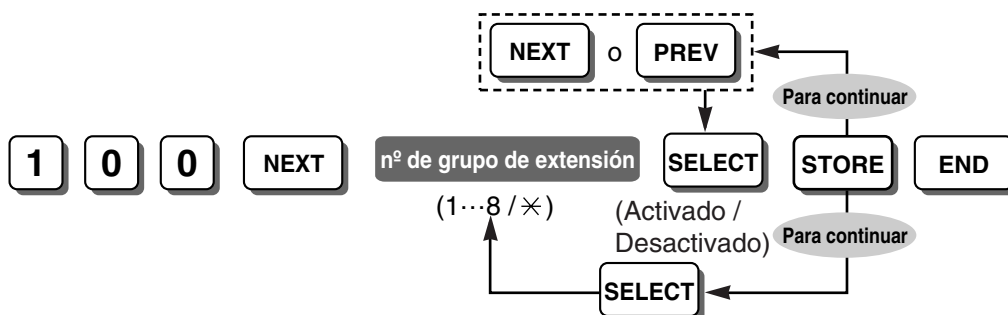 NEXT o PREV
Para continuar
1 0 0 NEXT nº de grupo de extensión SELECT STORE END
(1···8 / ✳) (Activado /
Desactivado) Para continuar
SELECT